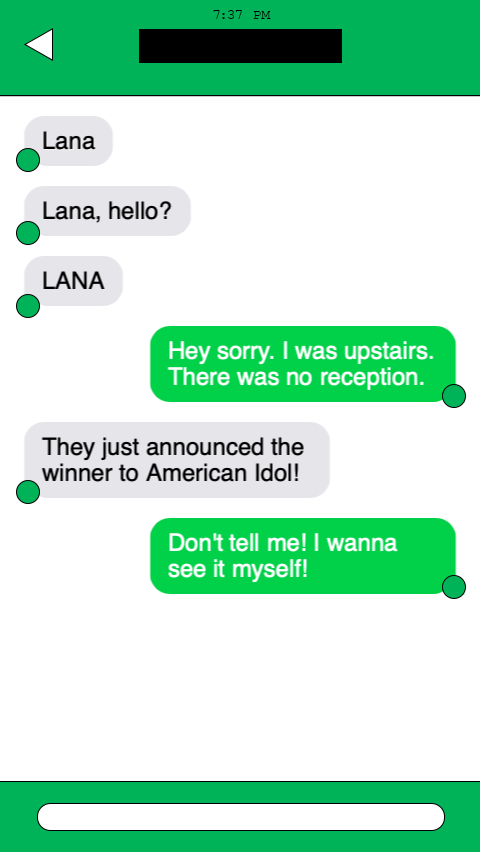 7:37 PM
Lana
Lana, hello?
LANA
Hey sorry. I was upstairs.
There was no reception.
They just announced the
winner to American Idol!
Don't tell me! I wanna
see it myself!